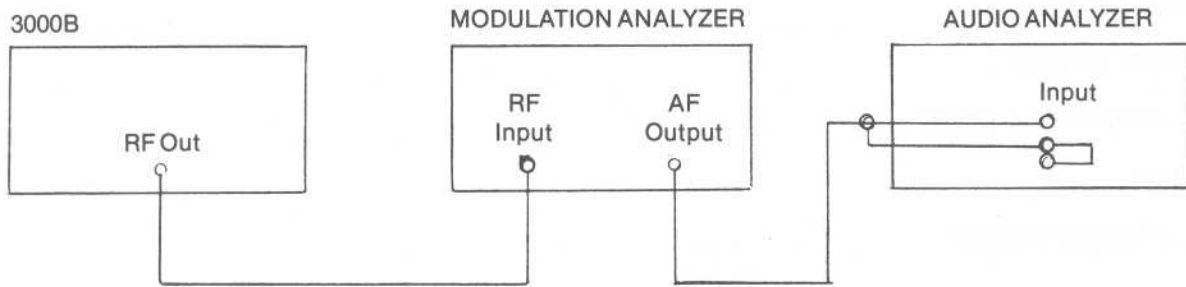 3000B
MODULATION ANALYZER
AUDIO ANALYZER
RF Out
RF
Input
AF
Output
Input